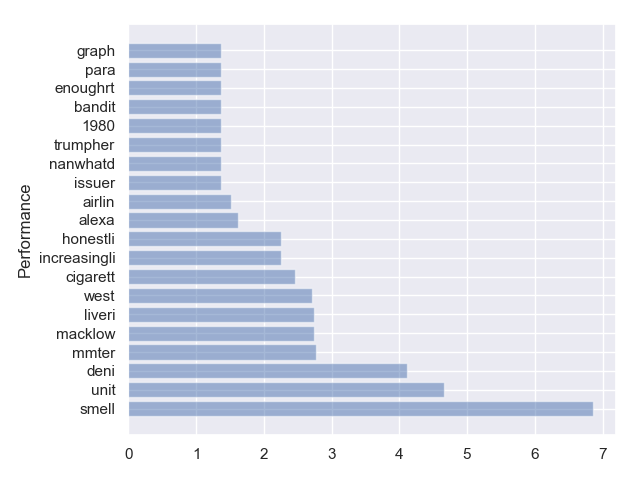 graph
para
enoughrt
bandit
1980
trumpher
nanwhatd
issuer
airlin
alexa
honestli
increasingli
cigarett
west
liveri
macklow
mmter
deni
unit
smell
Performance
0 1 2 3 4 5 6 7